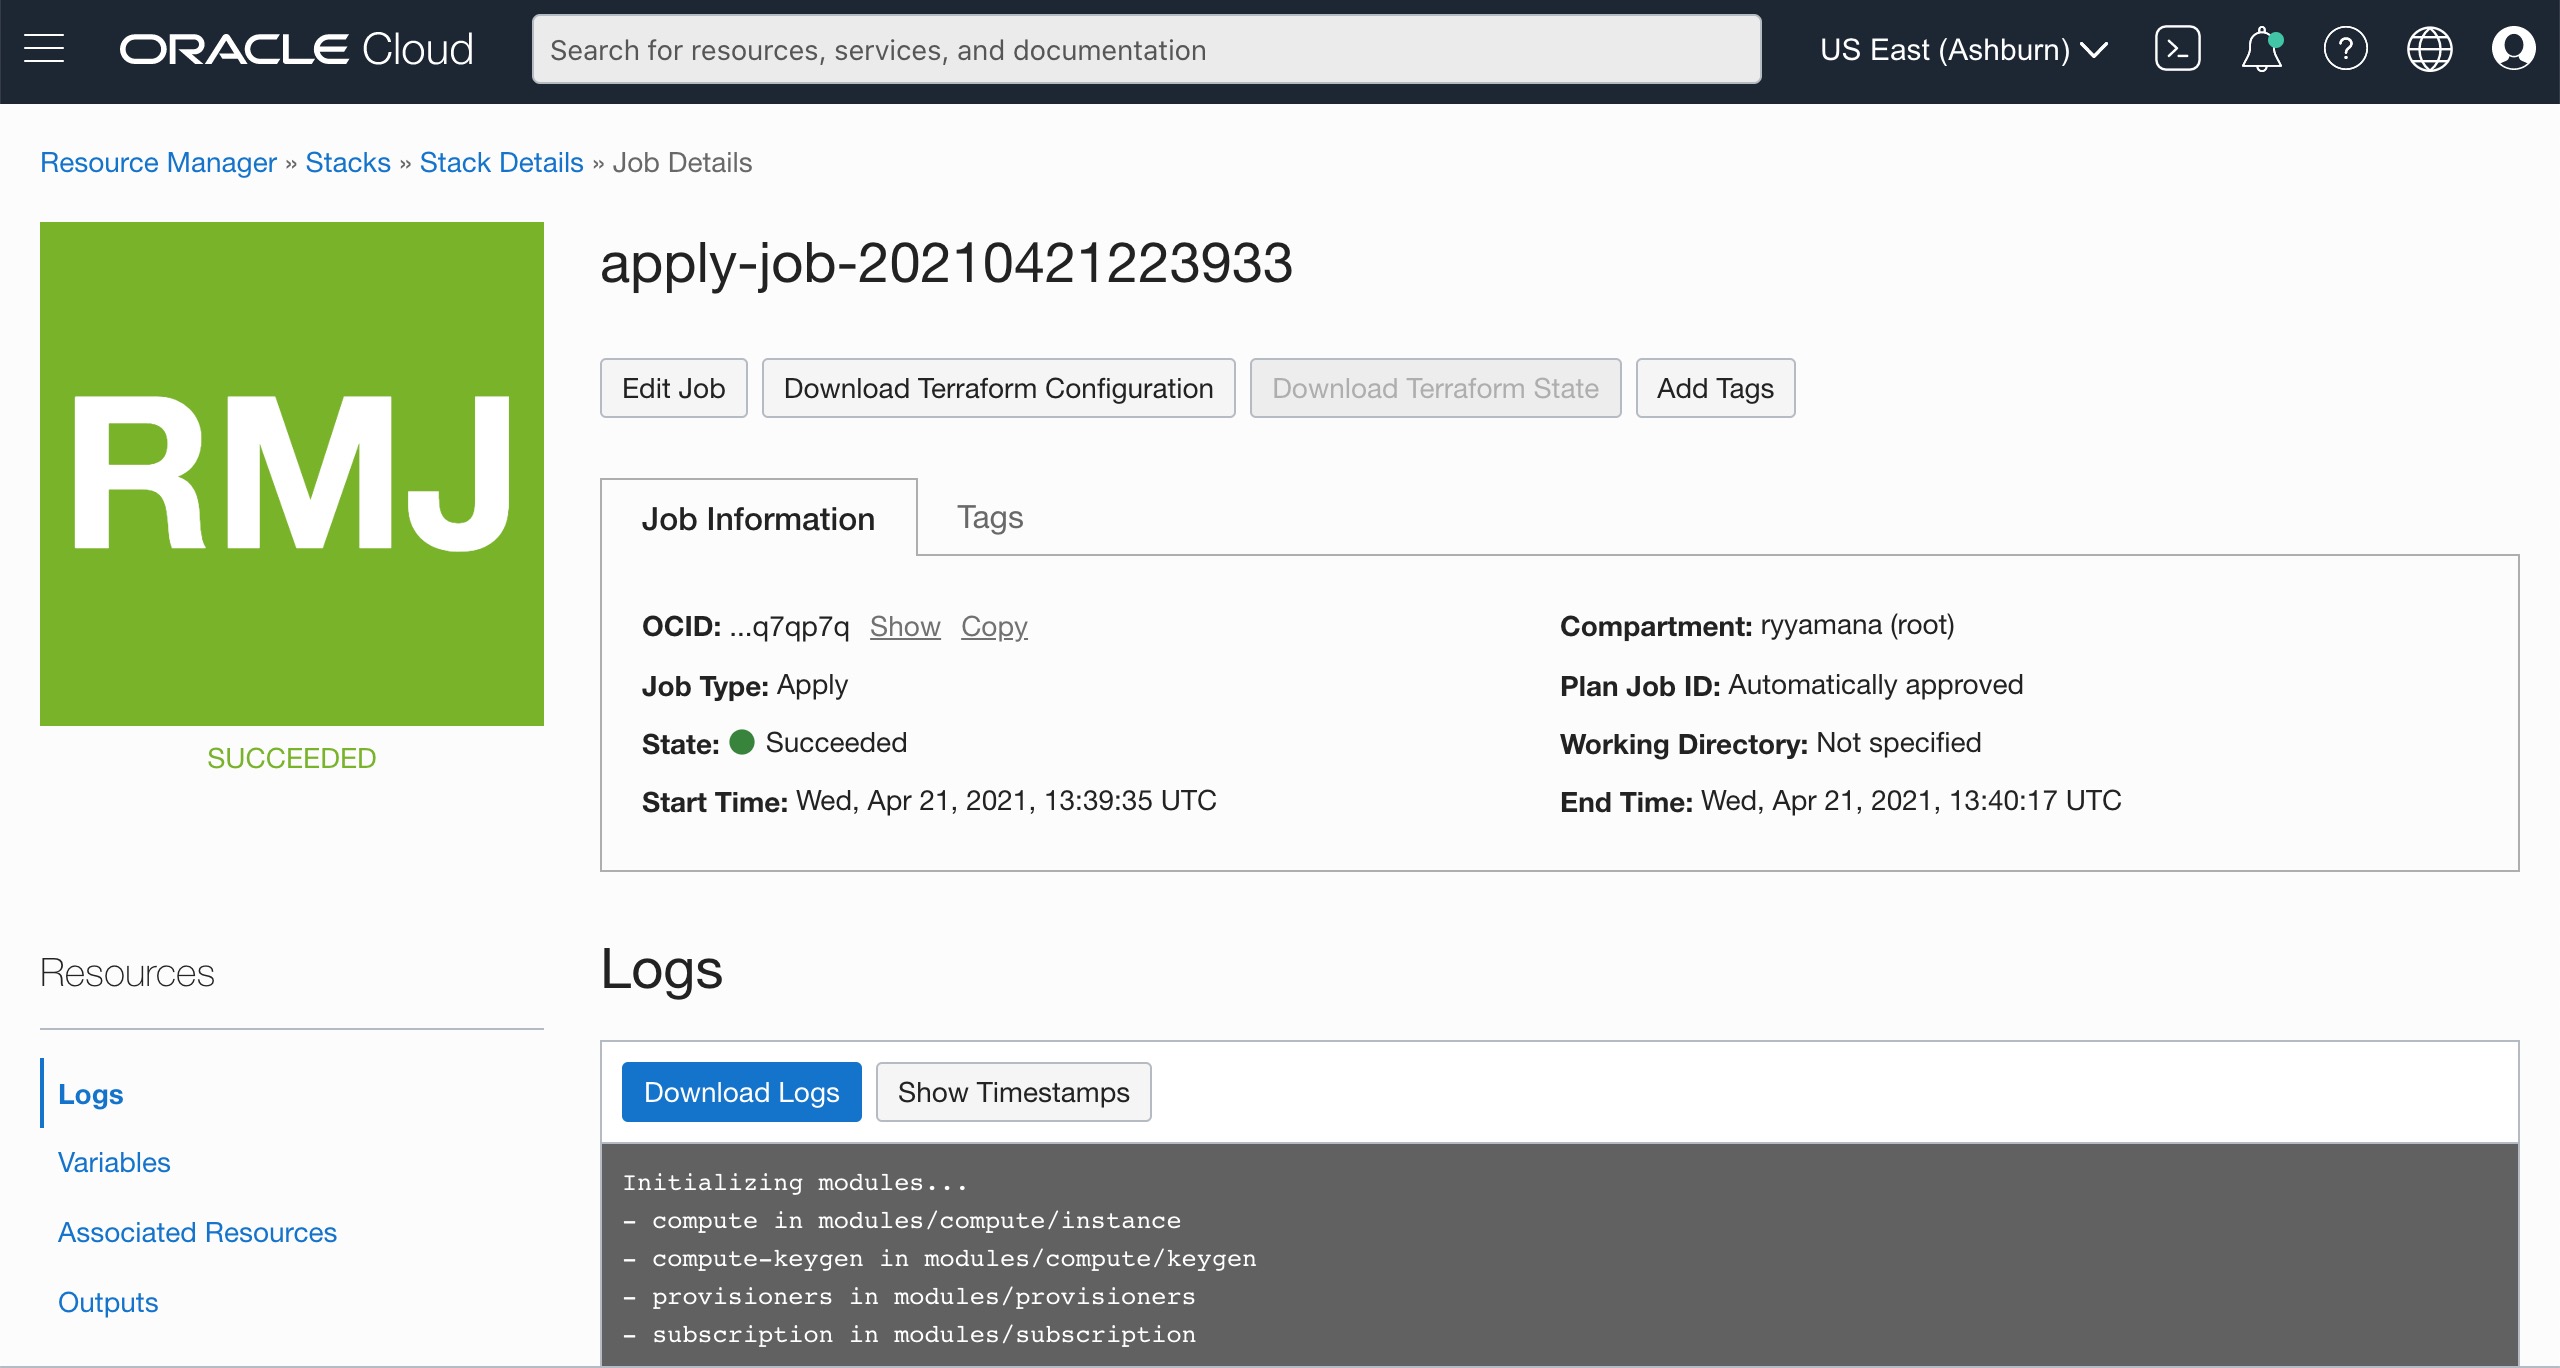 ORACLE Cloud
Search for resources, services, and documentation
US East (Ashburn)
Resource Manager » Stacks » Stack Details » Job Details
RMJ
SUCCEEDED
apply-job-20210421223933
Edit Job
Download Terraform Configuration
Download Terraform State
Add Tags
Job Information
Tags
OCID: ...q7qp7q Show Copy
Job Type: Apply
State: Succeeded
Start Time: Wed, Apr 21, 2021, 13:39:35 UTC
Compartment: ryyamana (root)
Plan Job ID: Automatically approved
Working Directory: Not specified
End Time: Wed, Apr 21, 2021, 13:40:17 UTC
Resources
Logs
Variables
Associated Resources
Outputs
Logs
Download Logs
Show Timestamps
Initializing modules...
- compute in modules/compute/instance
- compute-keygen in modules/compute/keygen
- provisioners in modules/provisioners
- subscription in modules/subscription